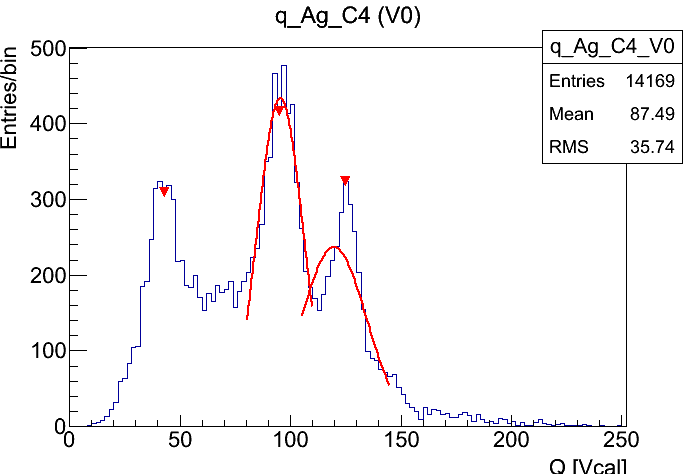 q_Ag_C4 (V0)
q_Ag_C4_V0
Entries 14169
Mean 87.49
RMS 35.74
Entries/bin
500
400
300
200
100
0
0 50 100 150 200 250
Q [Vcal]